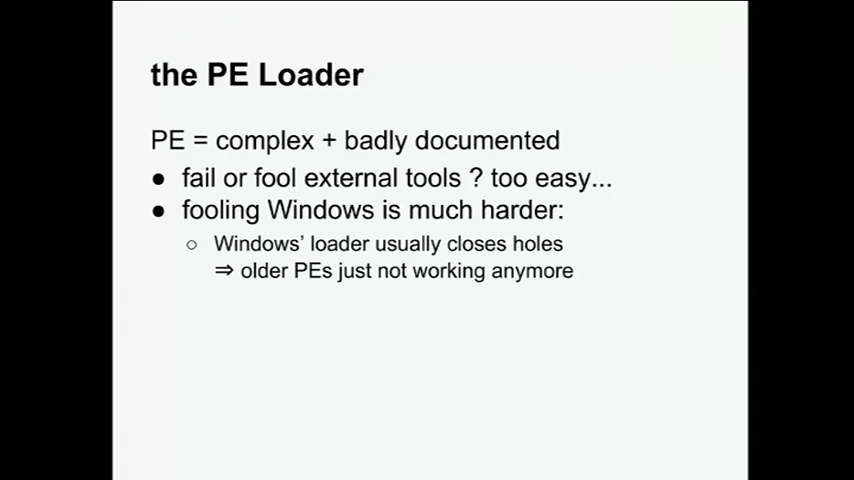 the PE Loader
PE = complex + badly documented
● fail or fool external tools ? too easy...
● fooling Windows is much harder:
○ Windows’ loader usually closes holes
⇒ older PEs just not working anymore